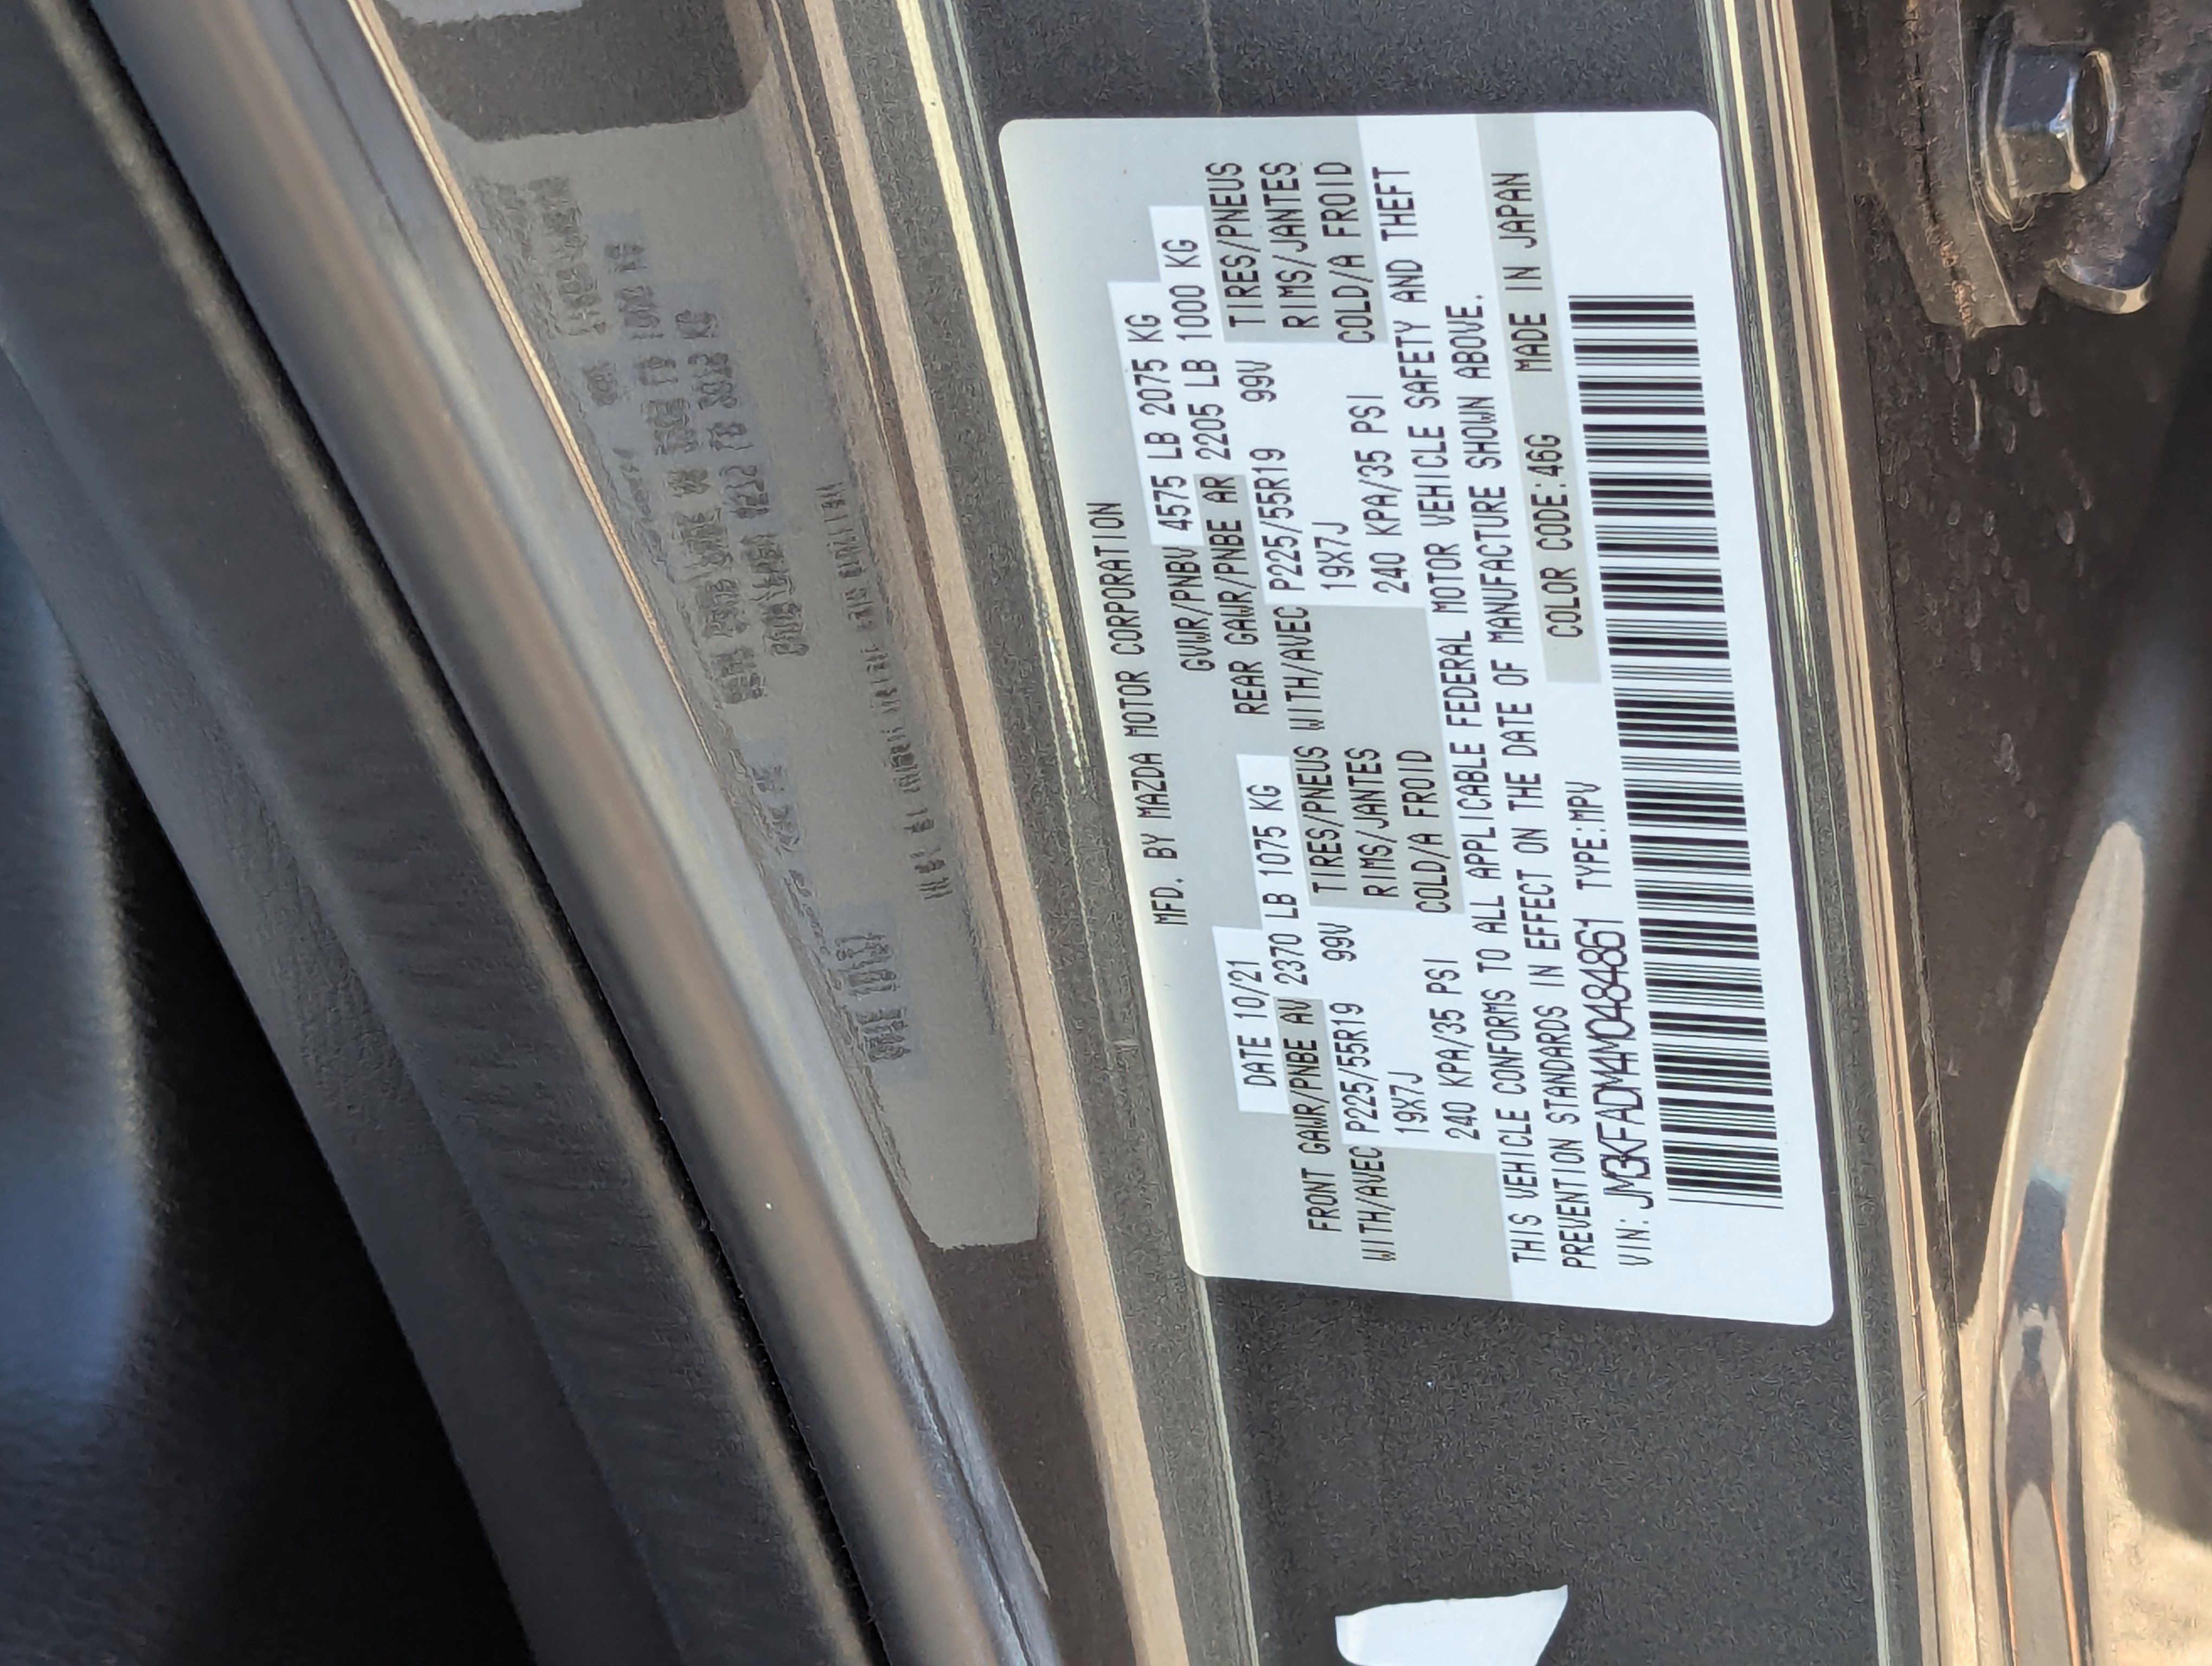 MFD. BY MAZDA MOTOR CORPORATION
DATE 10/21 GVWR/PNBV 4575 LB 2075 KG
FRONT GAWR/PNBE AV 2370 LB 1075 KG REAR GAWR/PNBE AR 2205 LB 1000 KG
WITH/AVEC P225/55R19 99V TIRES/PNEUS WITH/AVEC P225/55R19 99V TIRES/PNEUS
19X7J RIMS/JANTES 19X7J RIMS/JANTES
240 KPA/35 PSI COLD/A FROID 240 KPA/35 PSI COLD/A FROID
THIS VEHICLE CONFORMS TO ALL APPLICABLE FEDERAL MOTOR VEHICLE SAFETY AND THEFT
PREVENTION STANDARDS IN EFFECT ON THE DATE OF MANUFACTURE SHOWN ABOVE.
VIN: JM3KFADM4M0484861 TYPE:MPV COLOR CODE:46G MADE IN JAPAN